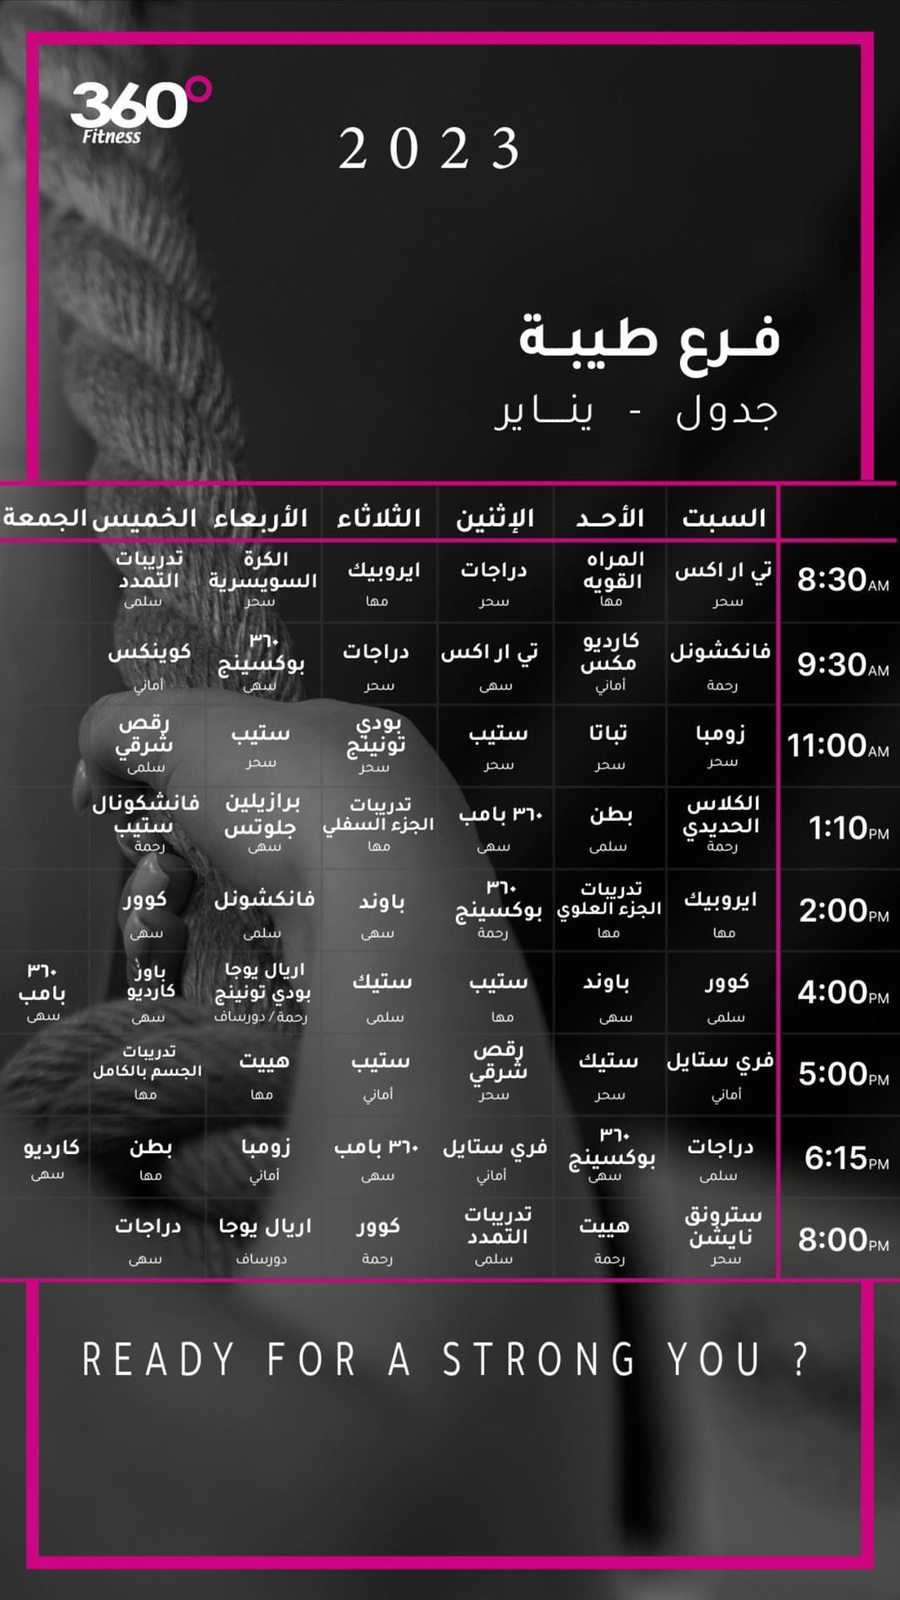 360°
Fitness
2023
فرع طيبة
جدول - يناير
السبت الأحد الإثنين الثلاثاء الأربعاء الخميس الجمعة
8:30AM
تي ار اكس
سحر
المراه
القويه
مها
دراجات
سحر
ايروبيك
مها
الكرة
السويسرية
سحر
تدريبات
التمدد
سلمى
9:30AM
فانكشونل
رحمة
كارديو
مكس
أماني
تي ار اكس
سهى
دراجات
سحر
٣٦٠
بوكسينج
سهى
كوينكس
أماني
11:00AM
زومبا
سحر
تباتا
سحر
ستيب
سحر
بودي
تونينج
سحر
ستيب
سحر
رقص
شرقي
سلمى
1:10PM
الكلاس
الحديدي
رحمة
بطن
سلمى
٣٦٠ بامب
سهى
تدريبات
الجزء السفلي
مها
برازيلين
جلوتس
سهى
فانشكونال
ستيب
رحمة
2:00PM
ايروبيك
مها
تدريبات
الجزء العلوي
مها
٣٦٠
بوكسينج
رحمة
باوند
سهى
فانكشونل
سلمى
كوور
سهى
4:00PM
كوور
سلمى
باوند
سهى
ستيب
مها
ستيك
سلمى
اريال يوجا
بودي تونينج
رحمة / دورساف
باور
كارديو
سهى
٣٦٠
بامب
سهى
5:00PM
فري ستايل
أماني
ستيك
سحر
رقص
شرقي
سحر
ستيب
أماني
هييت
مها
تدريبات
الجسم بالكامل
مها
6:15PM
دراجات
سلمى
٣٦٠
بوكسينج
سهى
فري ستايل
أماني
٣٦٠ بامب
سهى
زومبا
أماني
بطن
مها
كارديو
سهى
8:00PM
سترونق
نايشن
سحر
هييت
رحمة
تدريبات
التمدد
سلمى
كوور
رحمة
اريال يوجا
دورساف
دراجات
سهى
READY FOR A STRONG YOU ?